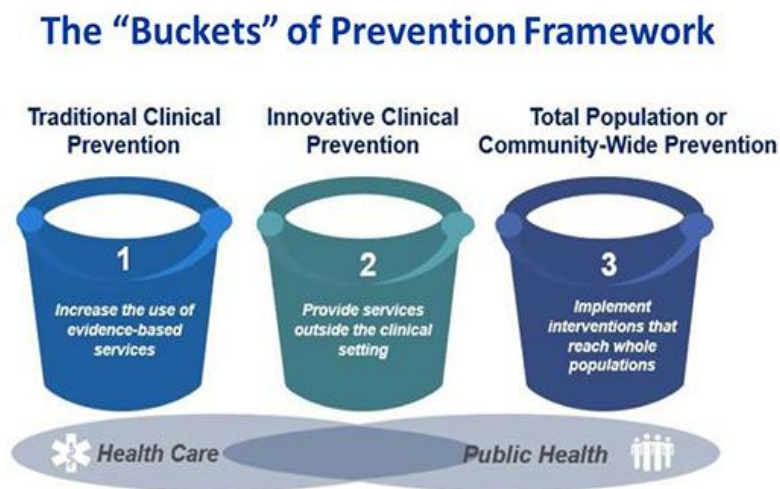 The “Buckets” of Prevention Framework
Traditional Clinical
Prevention
Innovative Clinical
Prevention
Total Population or
Community-Wide Prevention
1
Increase the use of
evidence-based
services
2
Provide services
outside the clinical
setting
3
Implement
interventions that
reach whole
populations
Health Care
Public Health